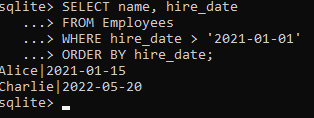 sqlite> SELECT name, hire_date
   ...> FROM Employees
   ...> WHERE hire_date > '2021-01-01'
   ...> ORDER BY hire_date;
Alice|2021-01-15
Charlie|2022-05-20
sqlite>